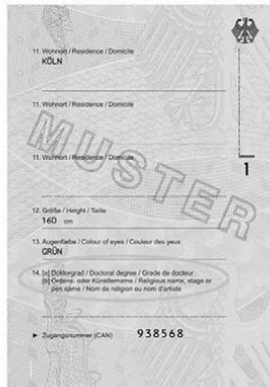 11. Wohnort / Residence / Domicile
KÖLN
11. Wohnort / Residence / Domicile
11. Wohnort / Residence / Domicile
MUSTER
1
12. Größe / Height / Taille
160 cm
13. Augenfarbe / Colour of eyes / Couleur des yeux
GRÜN
14. [a] Doktorgrad / Doctoral degree / Grade de docteur
[b] Ordens- oder Künstlername / Religious name, stage or
pen name / Nom de religion ou nom d'artiste
► Zugangsnummer (CAN) 938568